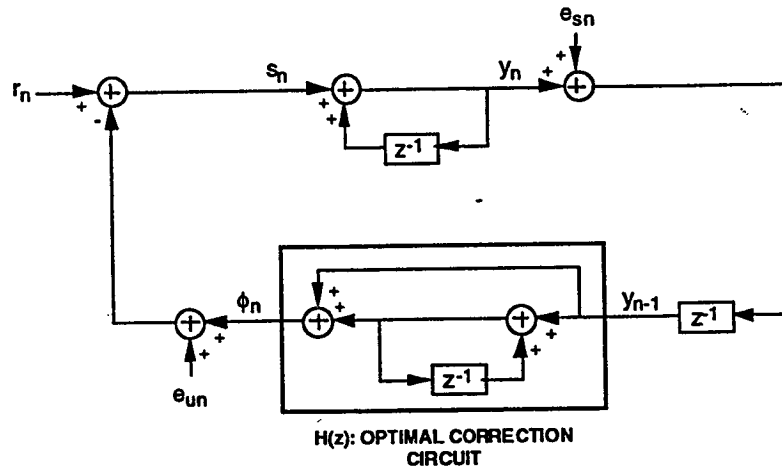 e_sn
+
+
r_n
+
-
s_n
+
+
y_n
z⁻¹
ϕ_n
+
+
e_un
+
+
+
+
z⁻¹
y_n-1
z⁻¹
H(z): OPTIMAL CORRECTION
CIRCUIT